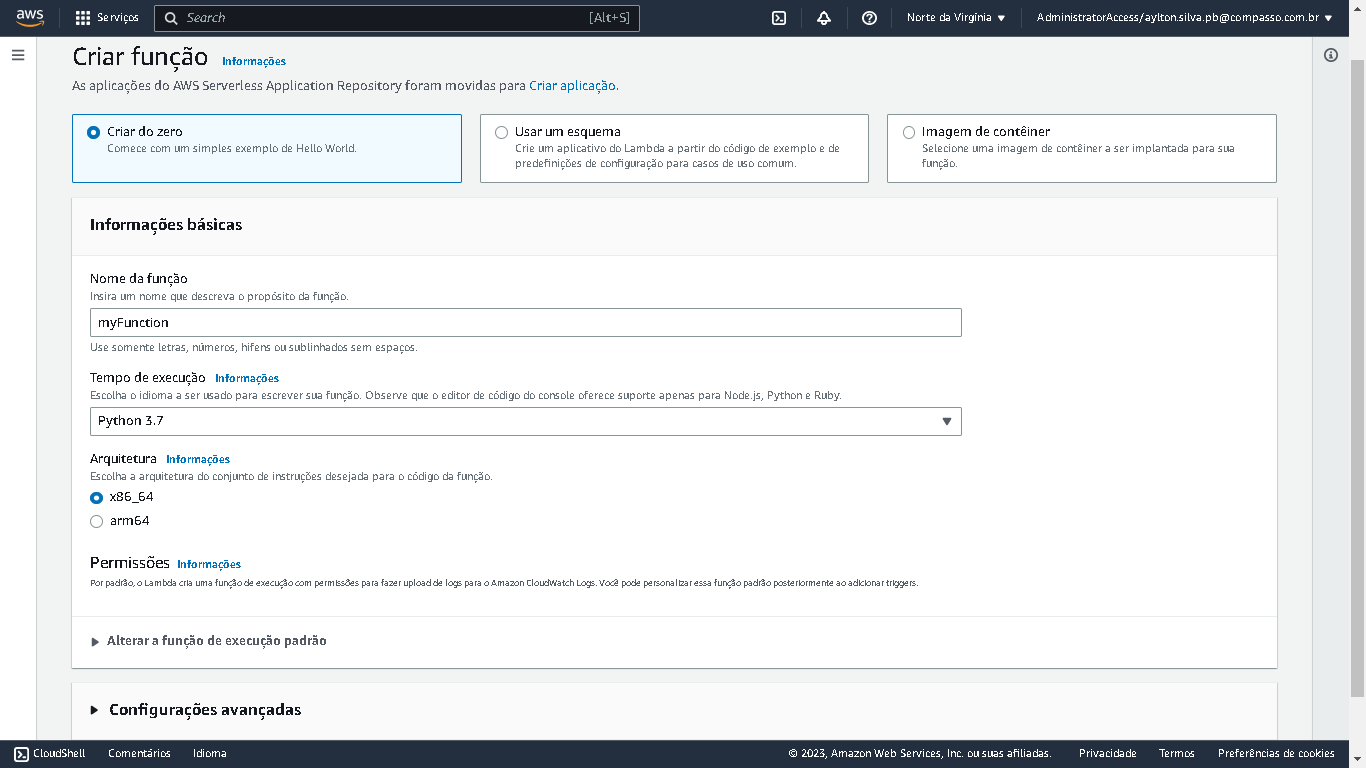 aws Serviços Search [Alt+S] Norte da Virgínia AdministratorAccess/aylton.silva.pb@compasso.com.br
Criar função Informações
As aplicações do AWS Serverless Application Repository foram movidas para Criar aplicação.
Criar do zero
Comece com um simples exemplo de Hello World.
Usar um esquema
Crie um aplicativo do Lambda a partir do código de exemplo e de
predefinições de configuração para casos de uso comum.
Imagem de contêiner
Selecione uma imagem de contêiner a ser implantada para sua
função.
Informações básicas
Nome da função
Insira um nome que descreva o propósito da função.
myFunction
Use somente letras, números, hifens ou sublinhados sem espaços.
Tempo de execução Informações
Escolha o idioma a ser usado para escrever sua função. Observe que o editor de código do console oferece suporte apenas para Node.js, Python e Ruby.
Python 3.7
Arquitetura Informações
Escolha a arquitetura do conjunto de instruções desejada para o código da função.
x86_64
arm64
Permissões Informações
Por padrão, o Lambda cria uma função de execução com permissões para fazer upload de logs para o Amazon CloudWatch Logs. Você pode personalizar essa função padrão posteriormente ao adicionar triggers.
Alterar a função de execução padrão
Configurações avançadas
CloudShell Comentários Idioma © 2023, Amazon Web Services, Inc. ou suas afiliadas. Privacidade Termos Preferências de cookies